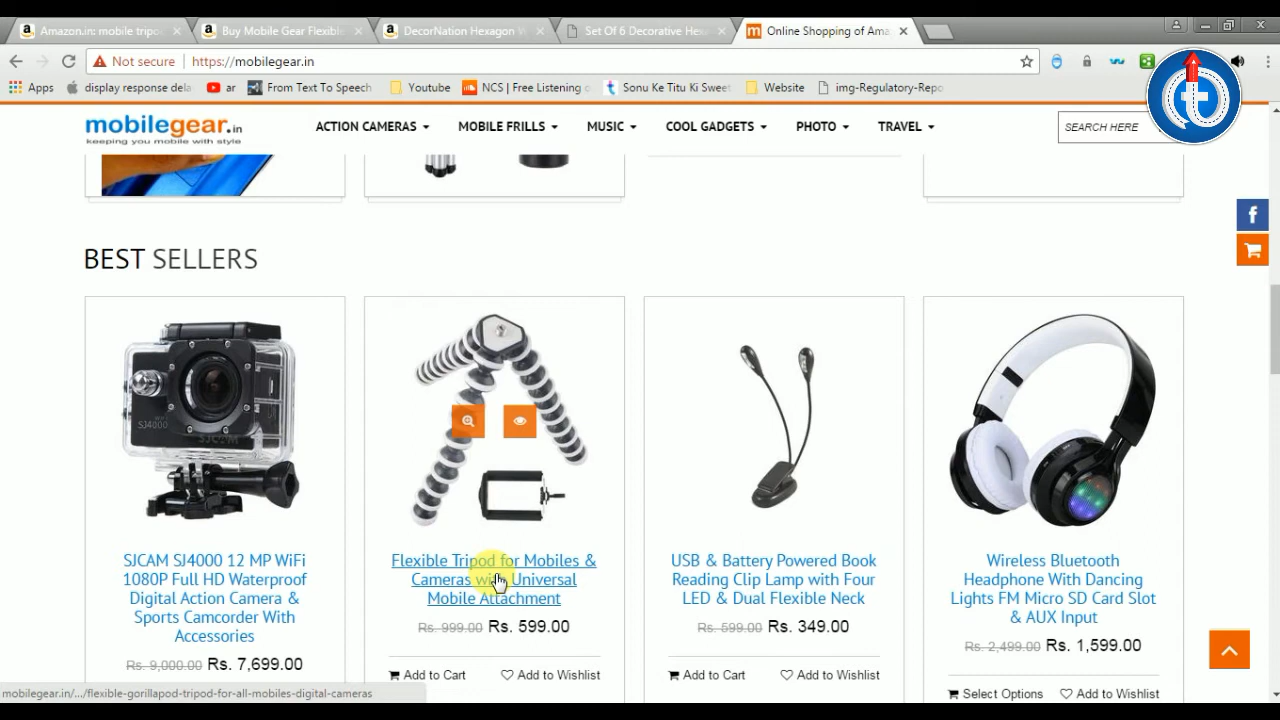 Amazon.in: mobile tripo
Buy Mobile Gear Flexible
DecorNation Hexagon W
Set Of 6 Decorative Hex
Online Shopping of Ama
Not secure
https://mobilegear.in
Apps
display response dela
ar
From Text To Speech
Youtube
NCS | Free Listening o
Sonu Ke Titu Ki Sweet
Website
img-Regulatory-Repo
mobilegear.in
keeping you mobile with style
ACTION CAMERAS
MOBILE FRILLS
MUSIC
COOL GADGETS
PHOTO
TRAVEL
SEARCH HERE
t
f
BEST SELLERS
SJ4000
SJCAM
SJCAM SJ4000 12 MP WiFi
1080P Full HD Waterproof
Digital Action Camera &
Sports Camcorder With
Accessories
Rs. 9,000.00 Rs. 7,699.00
Flexible Tripod for Mobiles &
Cameras with Universal
Mobile Attachment
Rs. 999.00 Rs. 599.00
Add to Cart
Add to Wishlist
USB & Battery Powered Book
Reading Clip Lamp with Four
LED & Dual Flexible Neck
Rs. 599.00 Rs. 349.00
Add to Cart
Add to Wishlist
Wireless Bluetooth
Headphone With Dancing
Lights FM Micro SD Card Slot
& AUX Input
Rs. 2,499.00 Rs. 1,599.00
Select Options
Add to Wishlist
mobilegear.in/.../flexible-gorillapod-tripod-for-all-mobiles-digital-cameras